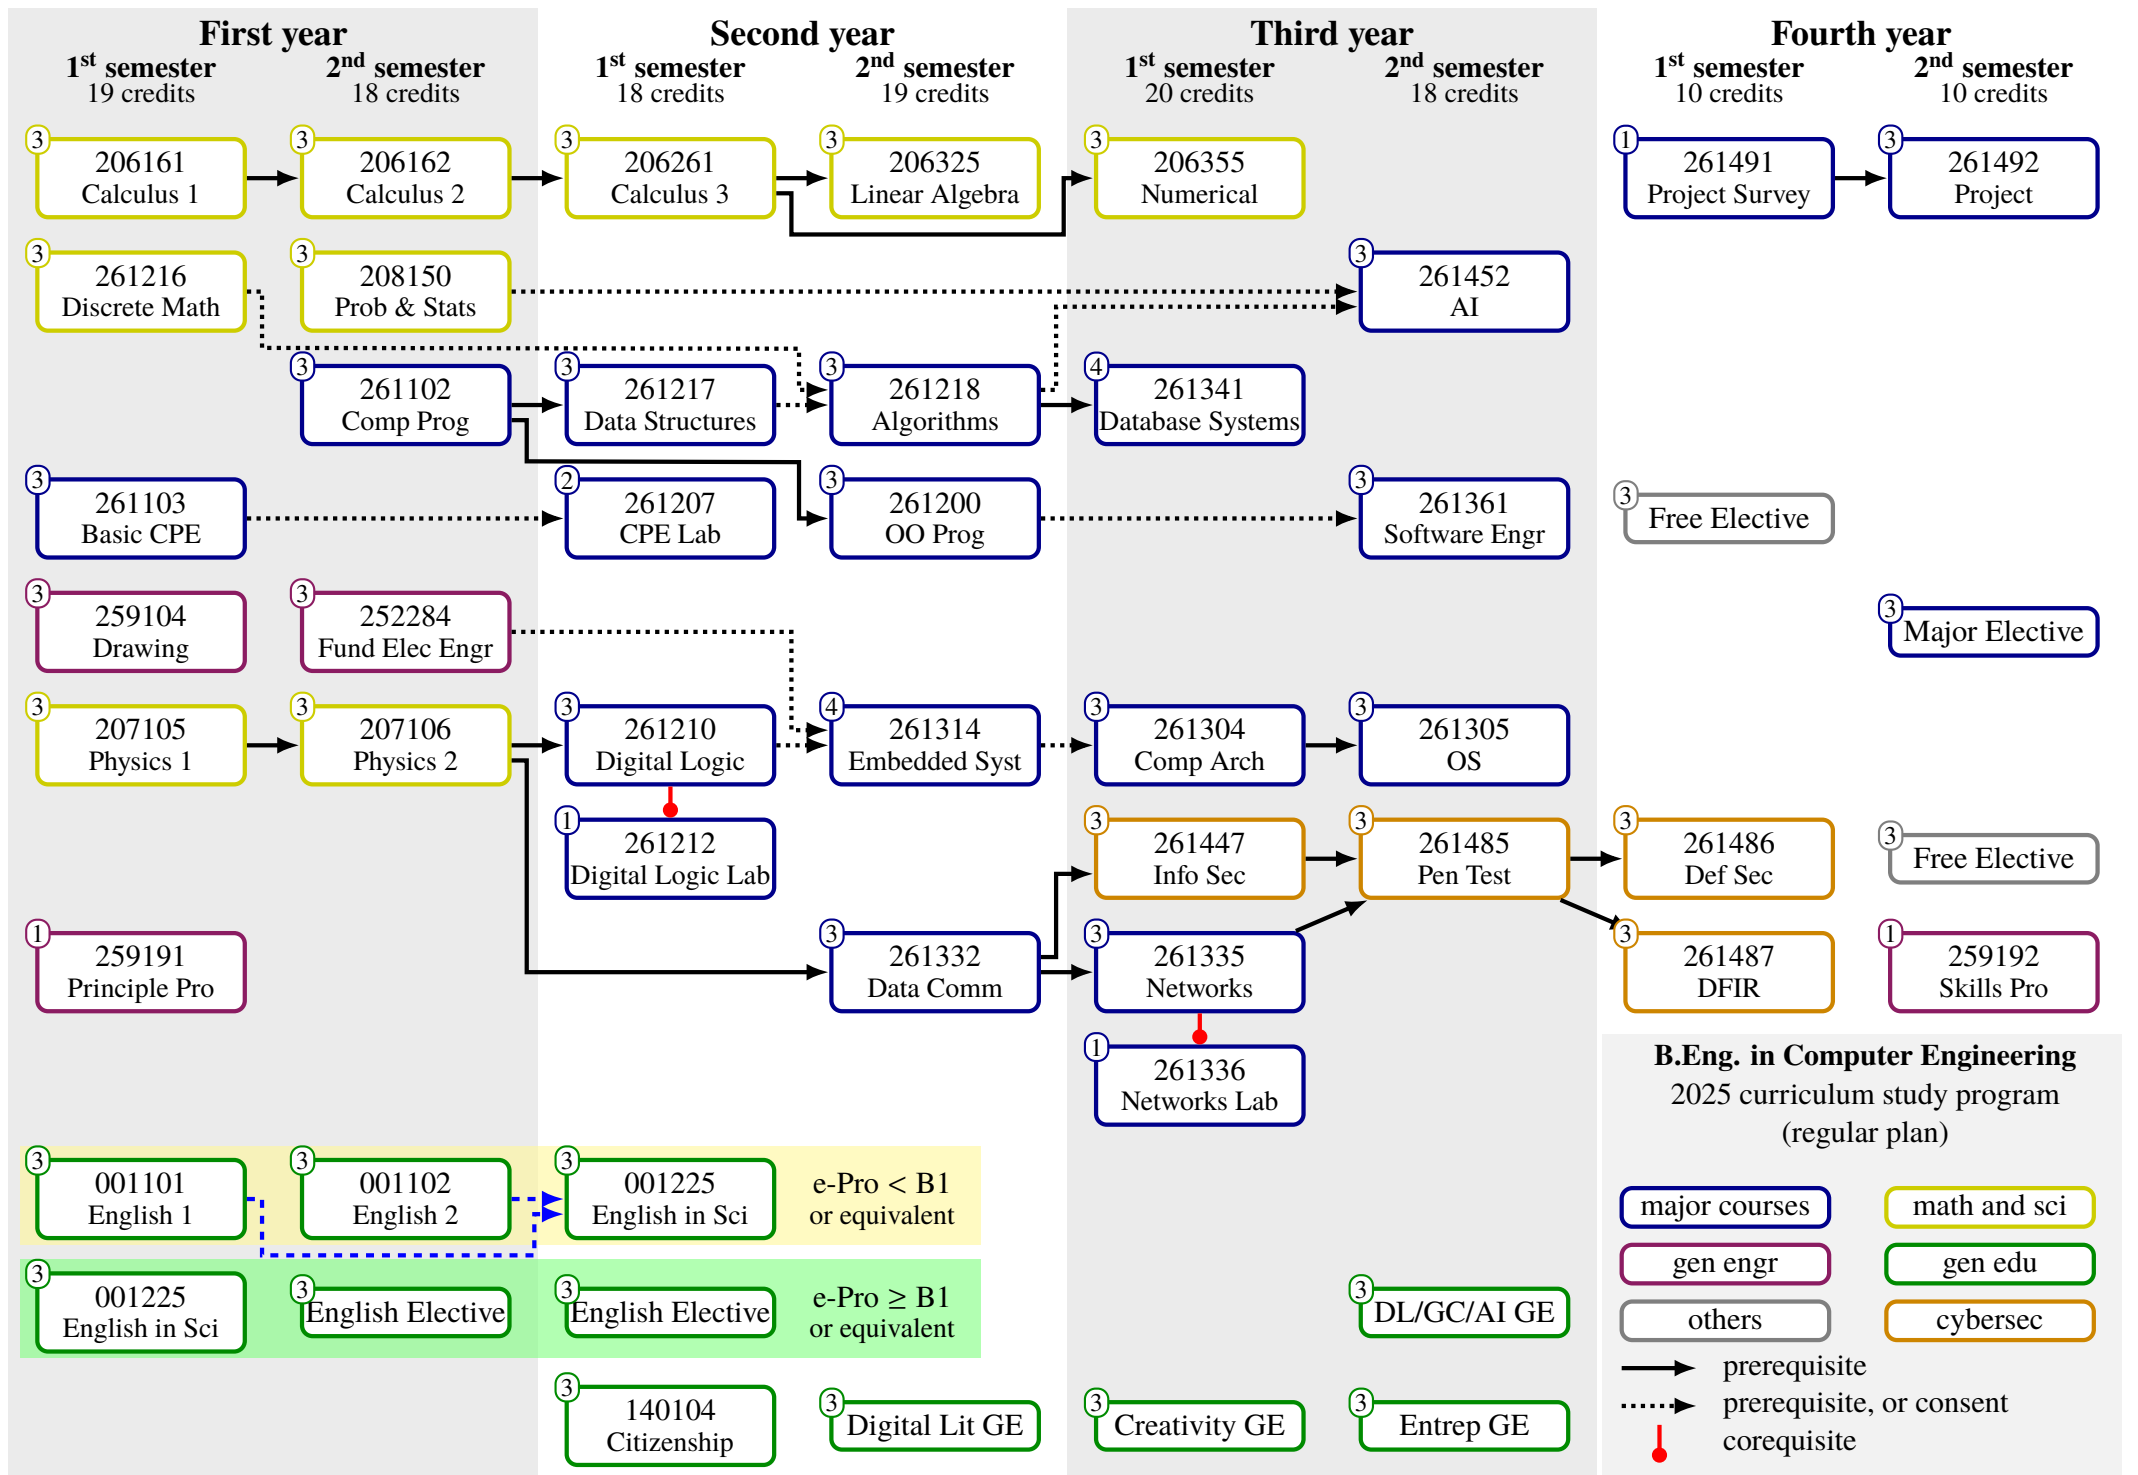 First year
Second year
Third year
Fourth year
1st semester
2nd semester
1st semester
2nd semester
1st semester
2nd semester
1st semester
2nd semester
19 credits
18 credits
18 credits
19 credits
20 credits
18 credits
10 credits
10 credits
3
206161
Calculus 1
3
206162
Calculus 2
3
206261
Calculus 3
3
206325
Linear Algebra
3
206355
Numerical
1
261491
Project Survey
3
261492
Project
3
261216
Discrete Math
3
208150
Prob & Stats
3
261452
AI
3
261102
Comp Prog
3
261217
Data Structures
3
261218
Algorithms
4
261341
Database Systems
3
261103
Basic CPE
2
261207
CPE Lab
3
261200
OO Prog
3
261361
Software Engr
3
Free Elective
3
259104
Drawing
3
252284
Fund Elec Engr
3
Major Elective
3
207105
Physics 1
3
207106
Physics 2
3
261210
Digital Logic
4
261314
Embedded Syst
3
261304
Comp Arch
3
261305
OS
1
261212
Digital Logic Lab
3
261447
Info Sec
3
261485
Pen Test
3
261486
Def Sec
3
Free Elective
1
259191
Principle Pro
3
261332
Data Comm
3
261335
Networks
3
261487
DFIR
1
259192
Skills Pro
1
261336
Networks Lab
3
001101
English 1
3
001102
English 2
3
001225
English in Sci
e-Pro < B1
or equivalent
3
001225
English in Sci
3
English Elective
3
English Elective
e-Pro ≥ B1
or equivalent
3
DL/GC/AI GE
3
140104
Citizenship
3
Digital Lit GE
3
Creativity GE
3
Entrep GE
B.Eng. in Computer Engineering
2025 curriculum study program
(regular plan)
major courses
math and sci
gen engr
gen edu
others
cybersec
prerequisite
prerequisite, or consent
corequisite